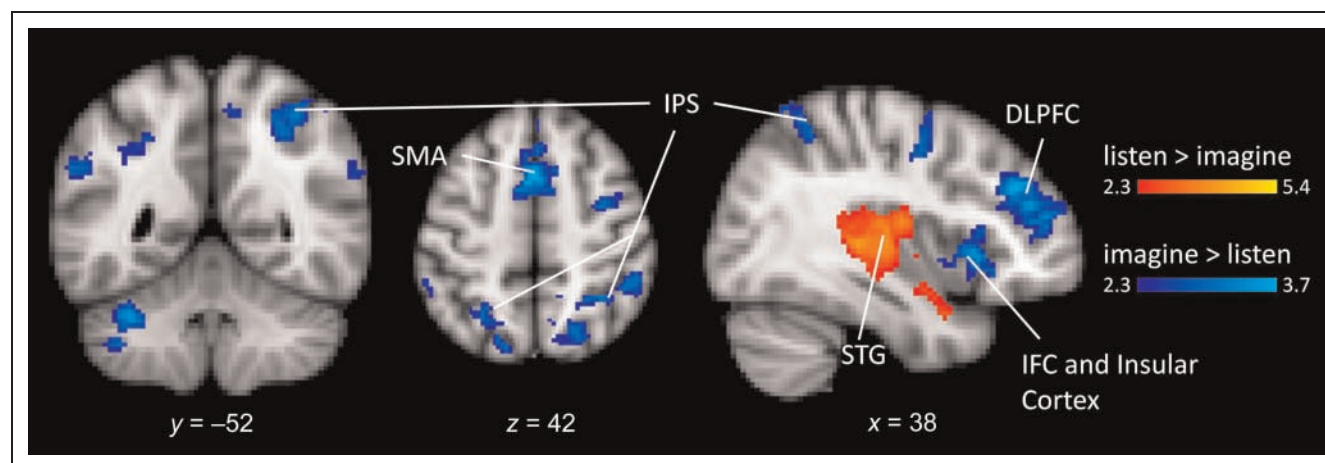 IPS
SMA
DLPFC
listen > imagine
2.3 5.4
imagine > listen
2.3 3.7
STG
IFC and Insular
Cortex
y = –52
z = 42
x = 38